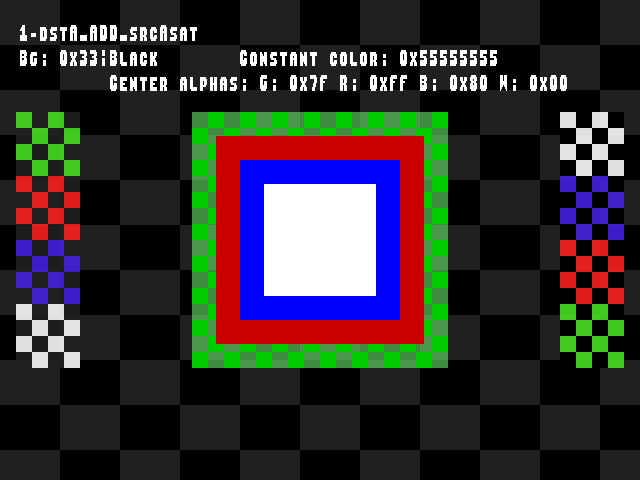 1-dstA_ADD_srcAsat
Bg: 0x33¦Black Constant color: 0x55555555
Center alphas: G: 0x7f R: 0xff B: 0x80 W: 0x00